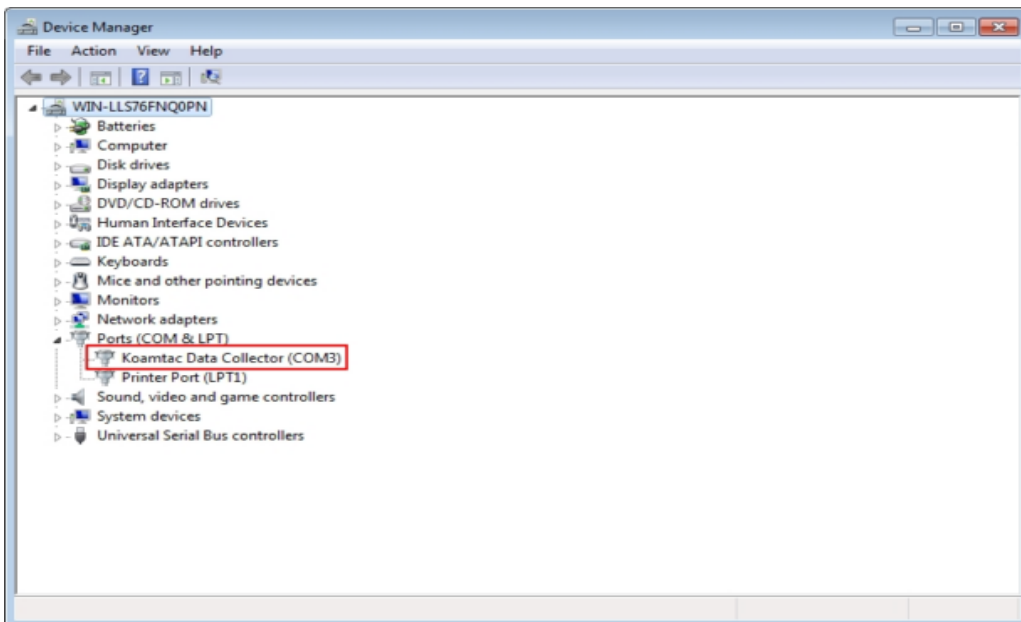 Device Manager
File Action View Help
WIN-LLS76FNQ0PN
Batteries
Computer
Disk drives
Display adapters
DVD/CD-ROM drives
Human Interface Devices
IDE ATA/ATAPI controllers
Keyboards
Mice and other pointing devices
Monitors
Network adapters
Ports (COM & LPT)
Koamtac Data Collector (COM3)
Printer Port (LPT1)
Sound, video and game controllers
System devices
Universal Serial Bus controllers